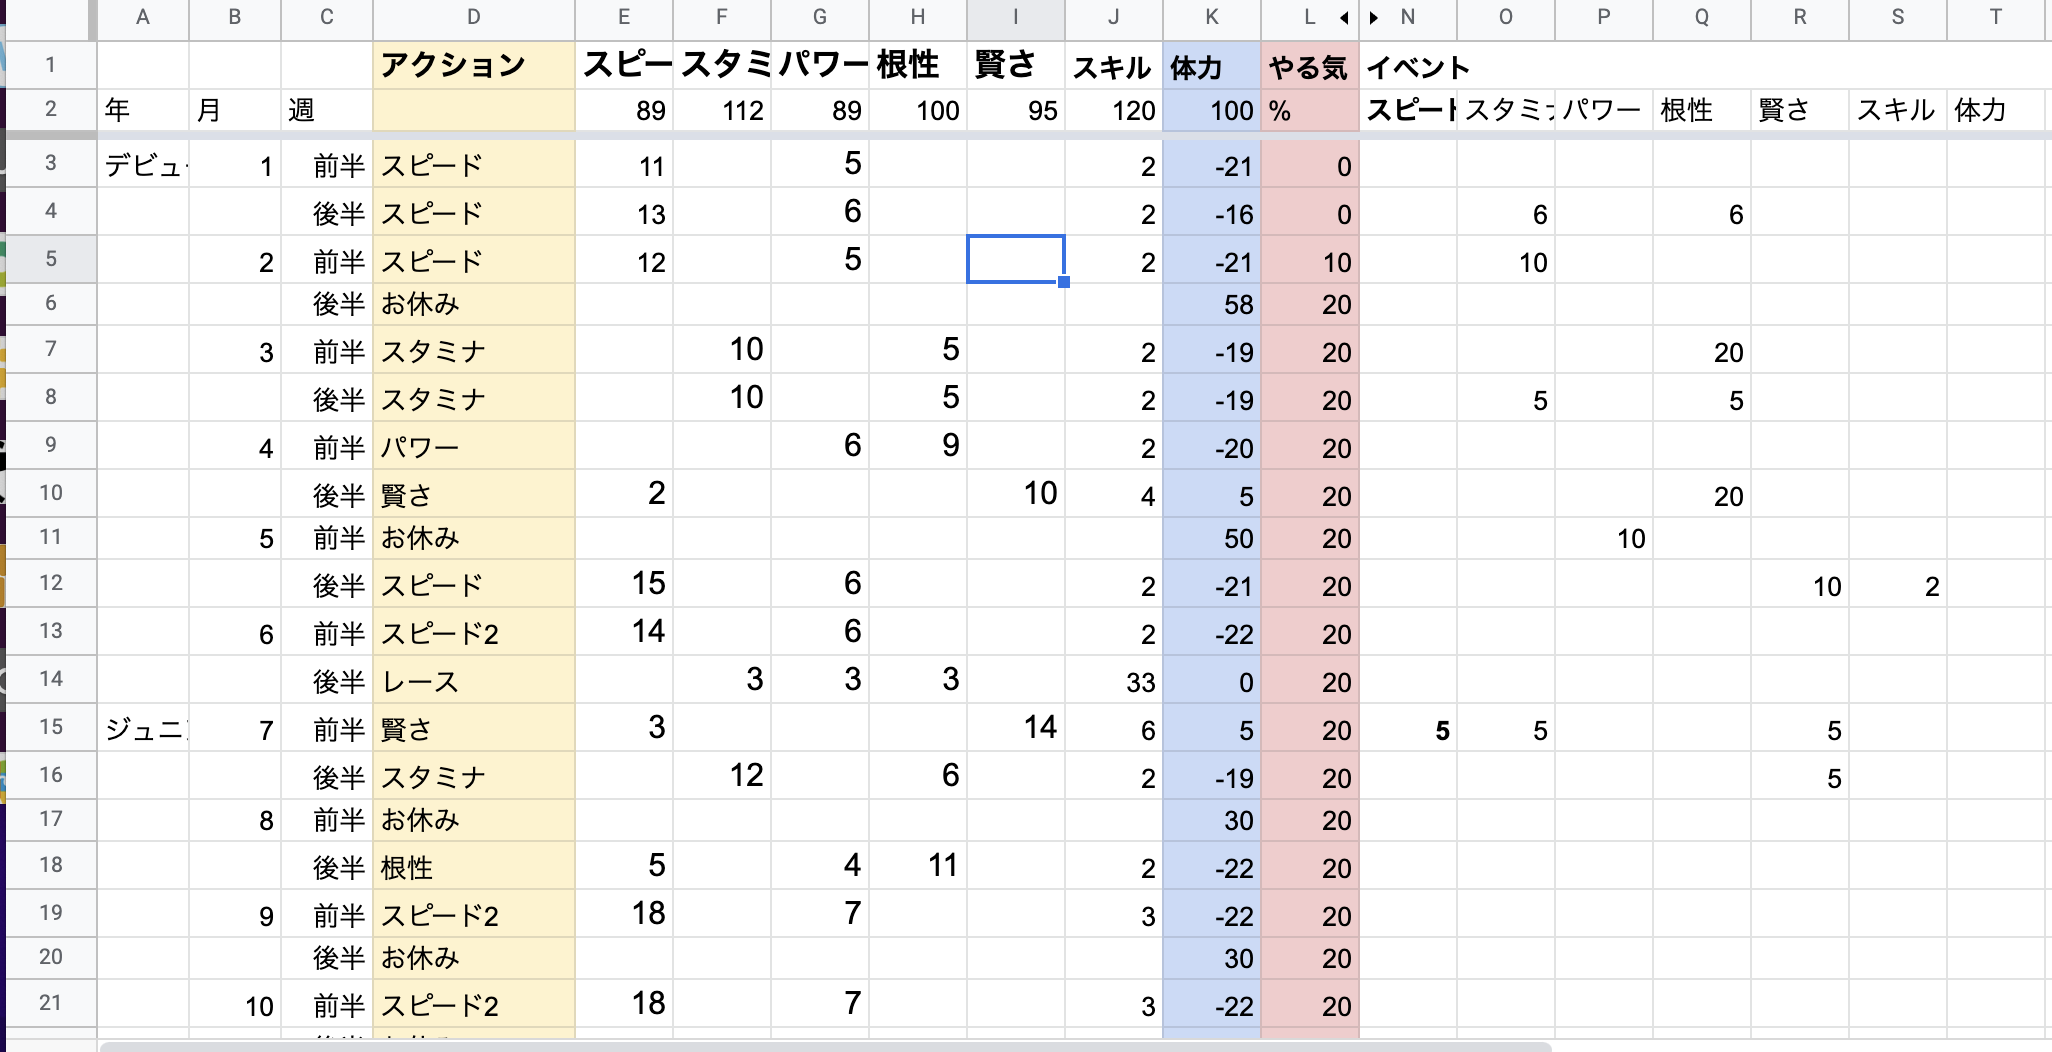 A B C D E F G H I J K L N O P Q R S T
1 アクション スピー スタミ パワー 根性 賢さ スキル 体力 やる気 イベント
2 年 月 週 89 112 89 100 95 120 100 % スピード スタミナ パワー 根性 賢さ スキル 体力
3 デビュー 1 前半 スピード 11 5 2 -21 0
4 後半 スピード 13 6 2 -16 0 6 6
5 2 前半 スピード 12 5 2 -21 10 10
6 後半 お休み 58 20
7 3 前半 スタミナ 10 5 2 -19 20 20
8 後半 スタミナ 10 5 2 -19 20 5 5
9 4 前半 パワー 6 9 2 -20 20
10 後半 賢さ 2 10 4 5 20 20
11 5 前半 お休み 50 20 10
12 後半 スピード 15 6 2 -21 20 10 2
13 6 前半 スピード2 14 6 2 -22 20
14 後半 レース 3 3 3 33 0 20
15 ジュニ 7 前半 賢さ 3 14 6 5 20 5 5 5
16 後半 スタミナ 12 6 2 -19 20 5
17 8 前半 お休み 30 20
18 後半 根性 5 4 11 2 -22 20
19 9 前半 スピード2 18 7 3 -22 20
20 後半 お休み 30 20
21 10 前半 スピード2 18 7 3 -22 20